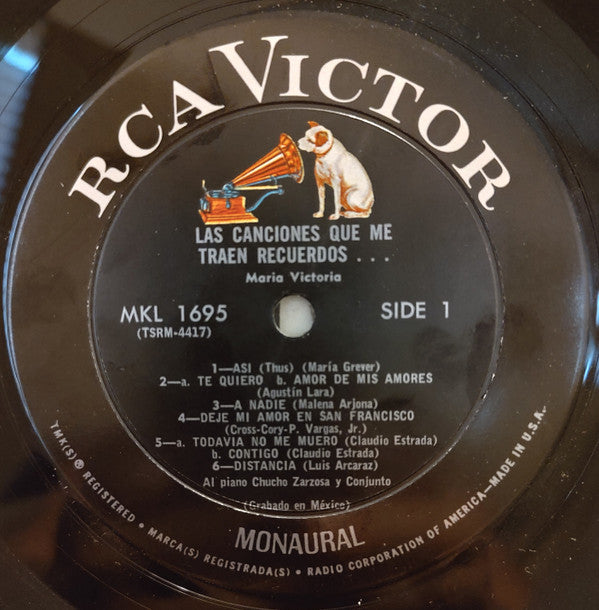 RCA VICTOR
LAS CANCIONES QUE ME
TRAEN RECUERDOS . . .
Maria Victoria
MKL 1695
(TSRM-4417)
SIDE 1
1—ASI (Thus) (María Grever)
2—a. TE QUIERO b. AMOR DE MIS AMORES
(Agustín Lara)
3—A NADIE (Malena Arjona)
4—DEJE MI AMOR EN SAN FRANCISCO
(Cross-Cory-P. Vargas, Jr.)
5—a. TODAVIA NO ME MUERO (Claudio Estrada)
b. CONTIGO (Claudio Estrada)
6—DISTANCIA (Luis Arcaraz)
Al piano Chucho Zarzosa y Conjunto
(Grabado en México)
MONAURAL
TMK(S) ® REGISTERED • MARCA(S) REGISTRADA(S) • RADIO CORPORATION OF AMERICA—MADE IN U.S.A.